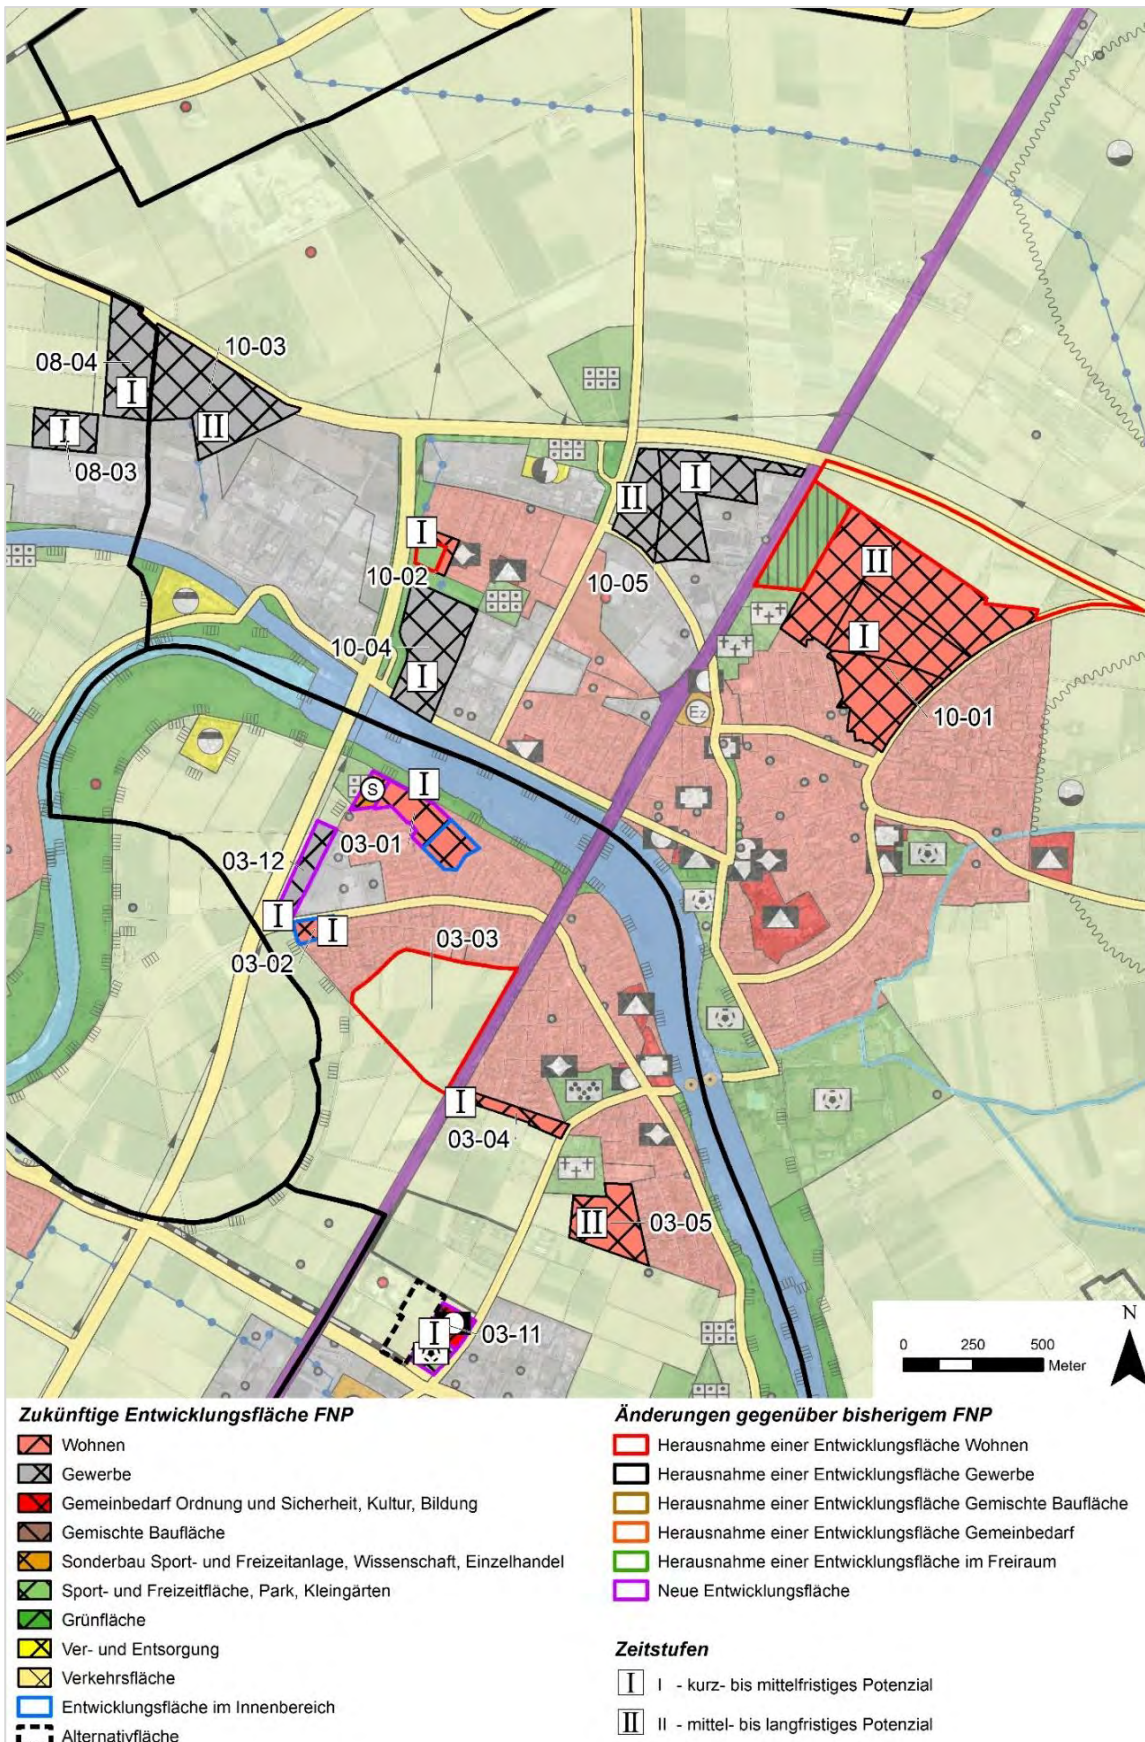 08-04
10-03
I
II
I
08-03
I
II
I
10-02
10-05
II
10-04
I
I
10-01
I
S
03-01
03-12
I
I
03-02
03-03
Ez
I
03-04
II
03-05
I
03-11
N
0 250 500
Meter
Zukünftige Entwicklungsfläche FNP
Wohnen
Gewerbe
Gemeinbedarf Ordnung und Sicherheit, Kultur, Bildung
Gemischte Baufläche
Sonderbau Sport- und Freizeitanlage, Wissenschaft, Einzelhandel
Sport- und Freizeitfläche, Park, Kleingärten
Grünfläche
Ver- und Entsorgung
Verkehrsfläche
Entwicklungsfläche im Innenbereich
Alternativfläche
Änderungen gegenüber bisherigem FNP
Herausnahme einer Entwicklungsfläche Wohnen
Herausnahme einer Entwicklungsfläche Gewerbe
Herausnahme einer Entwicklungsfläche Gemischte Baufläche
Herausnahme einer Entwicklungsfläche Gemeinbedarf
Herausnahme einer Entwicklungsfläche im Freiraum
Neue Entwicklungsfläche
Zeitstufen
I I - kurz- bis mittelfristiges Potenzial
II II - mittel- bis langfristiges Potenzial